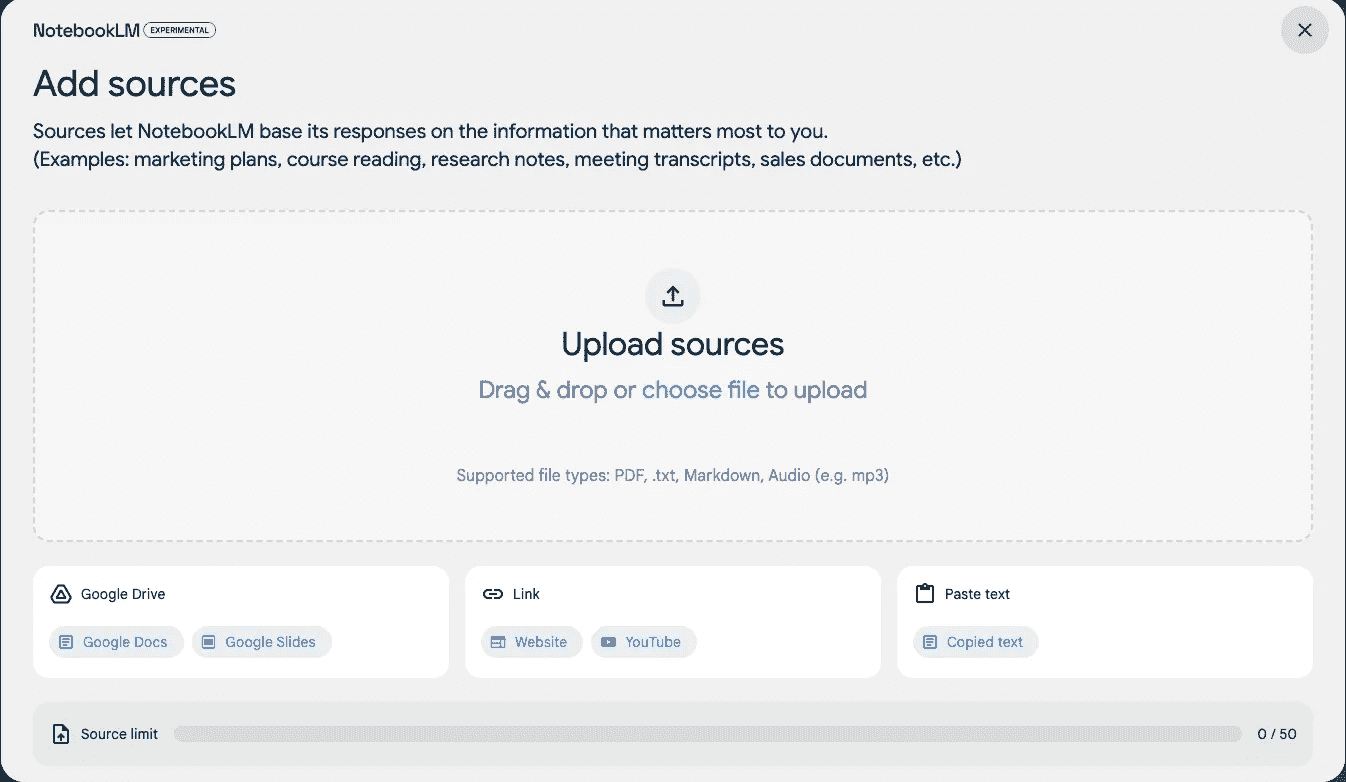 NotebookLM EXPERIMENTAL
Add sources
Sources let NotebookLM base its responses on the information that matters most to you.
(Examples: marketing plans, course reading, research notes, meeting transcripts, sales documents, etc.)
Upload sources
Drag & drop or choose file to upload
Supported file types: PDF, .txt, Markdown, Audio (e.g. mp3)
Google Drive
Google Docs Google Slides
Link
Website YouTube
Paste text
Copied text
Source limit 0 / 50